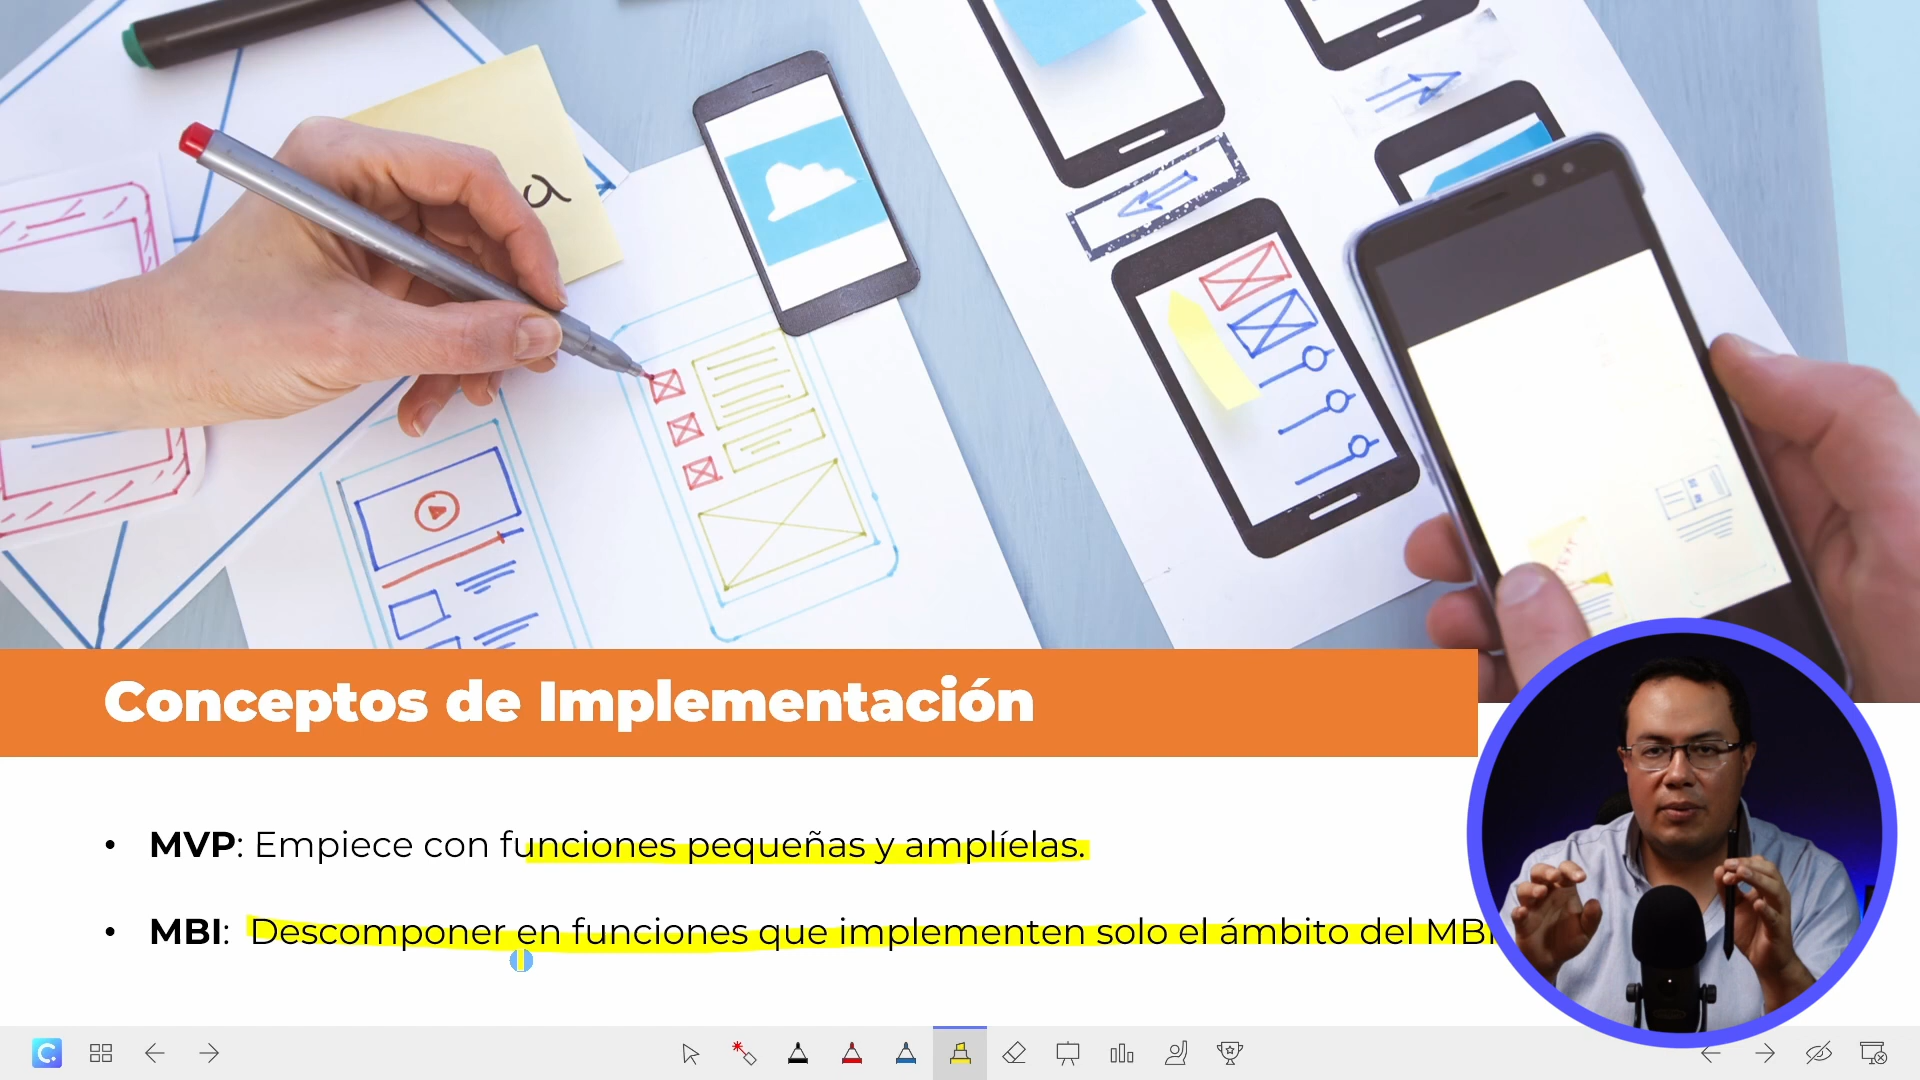 a
TEXT
Conceptos de Implementación
• MVP: Empiece con funciones pequeñas y amplíelas.
• MBI: Descomponer en funciones que implementen solo el ámbito del MBI